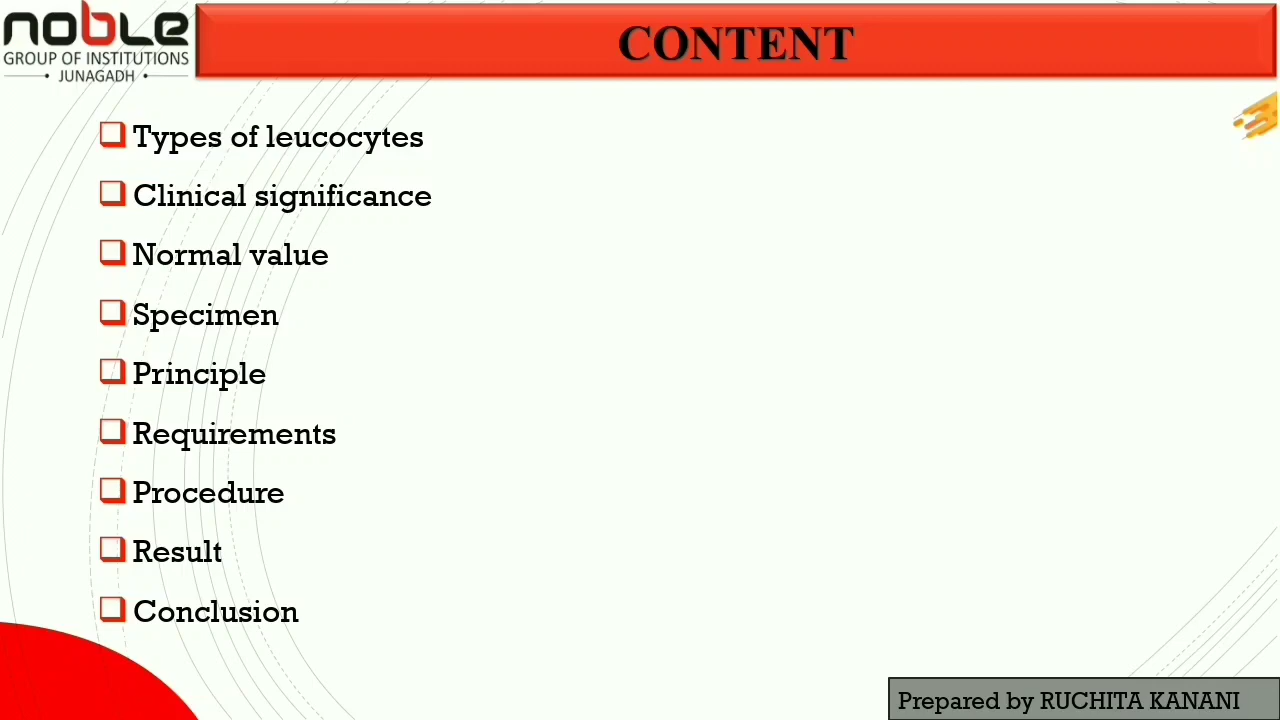 noble
GROUP OF INSTITUTIONS
JUNAGADH
CONTENT
Types of leucocytes
Clinical significance
Normal value
Specimen
Principle
Requirements
Procedure
Result
Conclusion
Prepared by RUCHITA KANANI